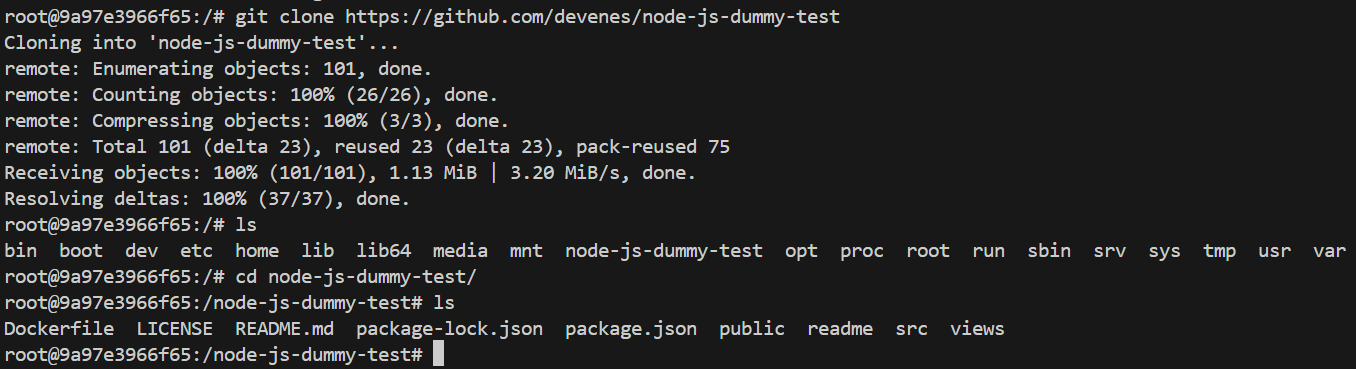 root@9a97e3966f65:/# git clone https://github.com/devenes/node-js-dummy-test
Cloning into 'node-js-dummy-test'...
remote: Enumerating objects: 101, done.
remote: Counting objects: 100% (26/26), done.
remote: Compressing objects: 100% (3/3), done.
remote: Total 101 (delta 23), reused 23 (delta 23), pack-reused 75
Receiving objects: 100% (101/101), 1.13 MiB | 3.20 MiB/s, done.
Resolving deltas: 100% (37/37), done.
root@9a97e3966f65:/# ls
bin  boot  dev  etc  home  lib  lib64  media  mnt  node-js-dummy-test  opt  proc  root  run  sbin  srv  sys  tmp  usr  var
root@9a97e3966f65:/# cd node-js-dummy-test/
root@9a97e3966f65:/node-js-dummy-test# ls
Dockerfile  LICENSE  README.md  package-lock.json  package.json  public  readme  src  views
root@9a97e3966f65:/node-js-dummy-test#